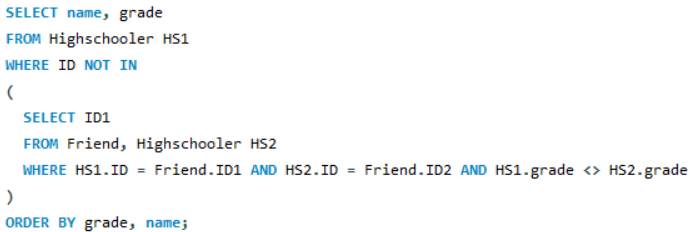 SELECT name, grade
FROM Highschooler HS1
WHERE ID NOT IN
(
SELECT ID1
FROM Friend, Highschooler HS2
WHERE HS1.ID = Friend.ID1 AND HS2.ID = Friend.ID2 AND HS1.grade <> HS2.grade
)
ORDER BY grade, name;